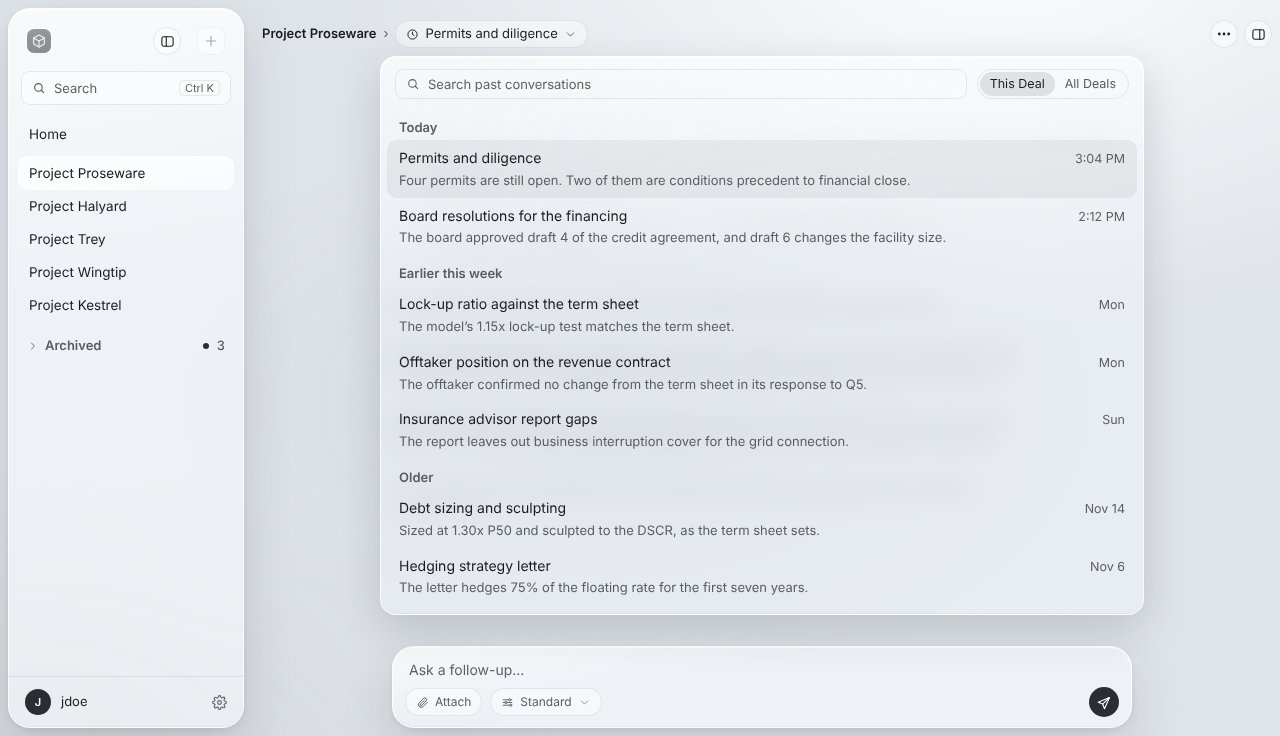 Search
Ctrl K
Home
Project Proseware
Project Halyard
Project Trey
Project Wingtip
Project Kestrel
Archived
3
J
jdoe
Project Proseware › Permits and diligence
Search past conversations
This Deal
All Deals
Today
Permits and diligence
3:04 PM
Four permits are still open. Two of them are conditions precedent to financial close.
Board resolutions for the financing
2:12 PM
The board approved draft 4 of the credit agreement, and draft 6 changes the facility size.
Earlier this week
Lock-up ratio against the term sheet
Mon
The model’s 1.15x lock-up test matches the term sheet.
Offtaker position on the revenue contract
Mon
The offtaker confirmed no change from the term sheet in its response to Q5.
Insurance advisor report gaps
Sun
The report leaves out business interruption cover for the grid connection.
Older
Debt sizing and sculpting
Nov 14
Sized at 1.30x P50 and sculpted to the DSCR, as the term sheet sets.
Hedging strategy letter
Nov 6
The letter hedges 75% of the floating rate for the first seven years.
Ask a follow-up...
Attach
Standard